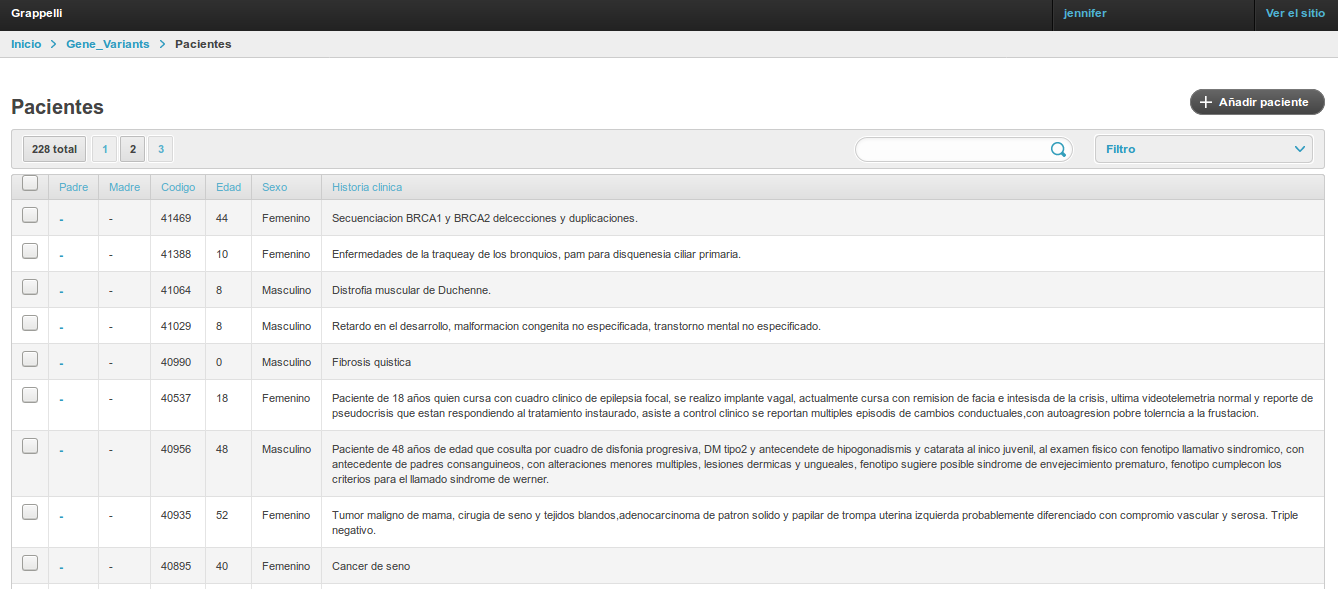 Grappelli jennifer Ver el sitio
Inicio > Gene_Variants > Pacientes
Pacientes + Añadir paciente
228 total 1 2 3 Filtro
Padre Madre Codigo Edad Sexo Historia clinica
- - 41469 44 Femenino Secuenciacion BRCA1 y BRCA2 delcecciones y duplicaciones.
- - 41388 10 Femenino Enfermedades de la traqueay de los bronquios, pam para disquenesia ciliar primaria.
- - 41064 8 Masculino Distrofia muscular de Duchenne.
- - 41029 8 Masculino Retardo en el desarrollo, malformacion congenita no especificada, transtorno mental no especificado.
- - 40990 0 Masculino Fibrosis quistica
- - 40537 18 Femenino Paciente de 18 años quien cursa con cuadro clinico de epilepsia focal, se realizo implante vagal, actualmente cursa con remision de facia e intesisda de la crisis, ultima videotelemetria normal y reporte de
pseudocrisis que estan respondiendo al tratamiento instaurado, asiste a control clinico se reportan multiples episodis de cambios conductuales,con autoagresion pobre tolerncia a la frustacion.
- - 40956 48 Masculino Paciente de 48 años de edad que cosulta por cuadro de disfonia progresiva, DM tipo2 y antecendete de hipogonadismis y catarata al inico juvenil, al examen fisico con fenotipo llamativo sindromico, con
antecedente de padres consanguineos, con alteraciones menores multiples, lesiones dermicas y ungueales, fenotipo sugiere posible sindrome de envejecimiento prematuro, fenotipo cumplecon los
criterios para el llamado sindrome de werner.
- - 40935 52 Femenino Tumor maligno de mama, cirugia de seno y tejidos blandos,adenocarcinoma de patron solido y papilar de trompa uterina izquierda probablemente diferenciado con compromiso vascular y serosa. Triple
negativo.
- - 40895 40 Femenino Cancer de seno